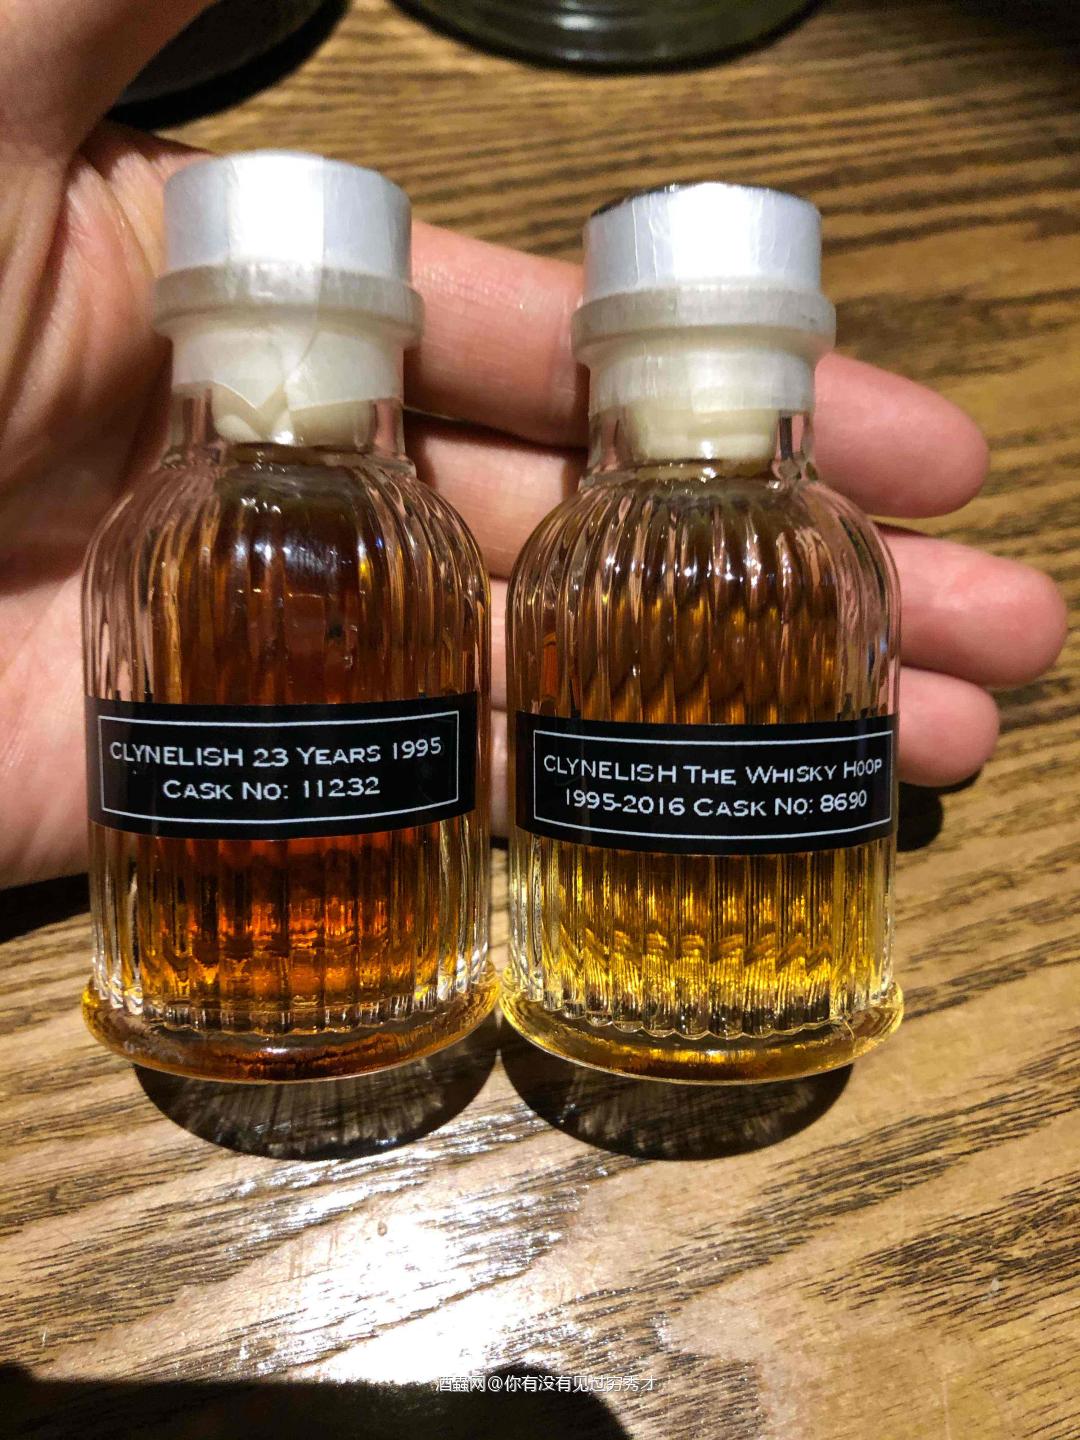 CLYNELISH 23 YEARS 1995
CASK NO: 11232
CLYNELISH THE WHISKY HOOP
1995-2016 CASK NO: 8690
酒蟲网@你有没有见过穷秀才